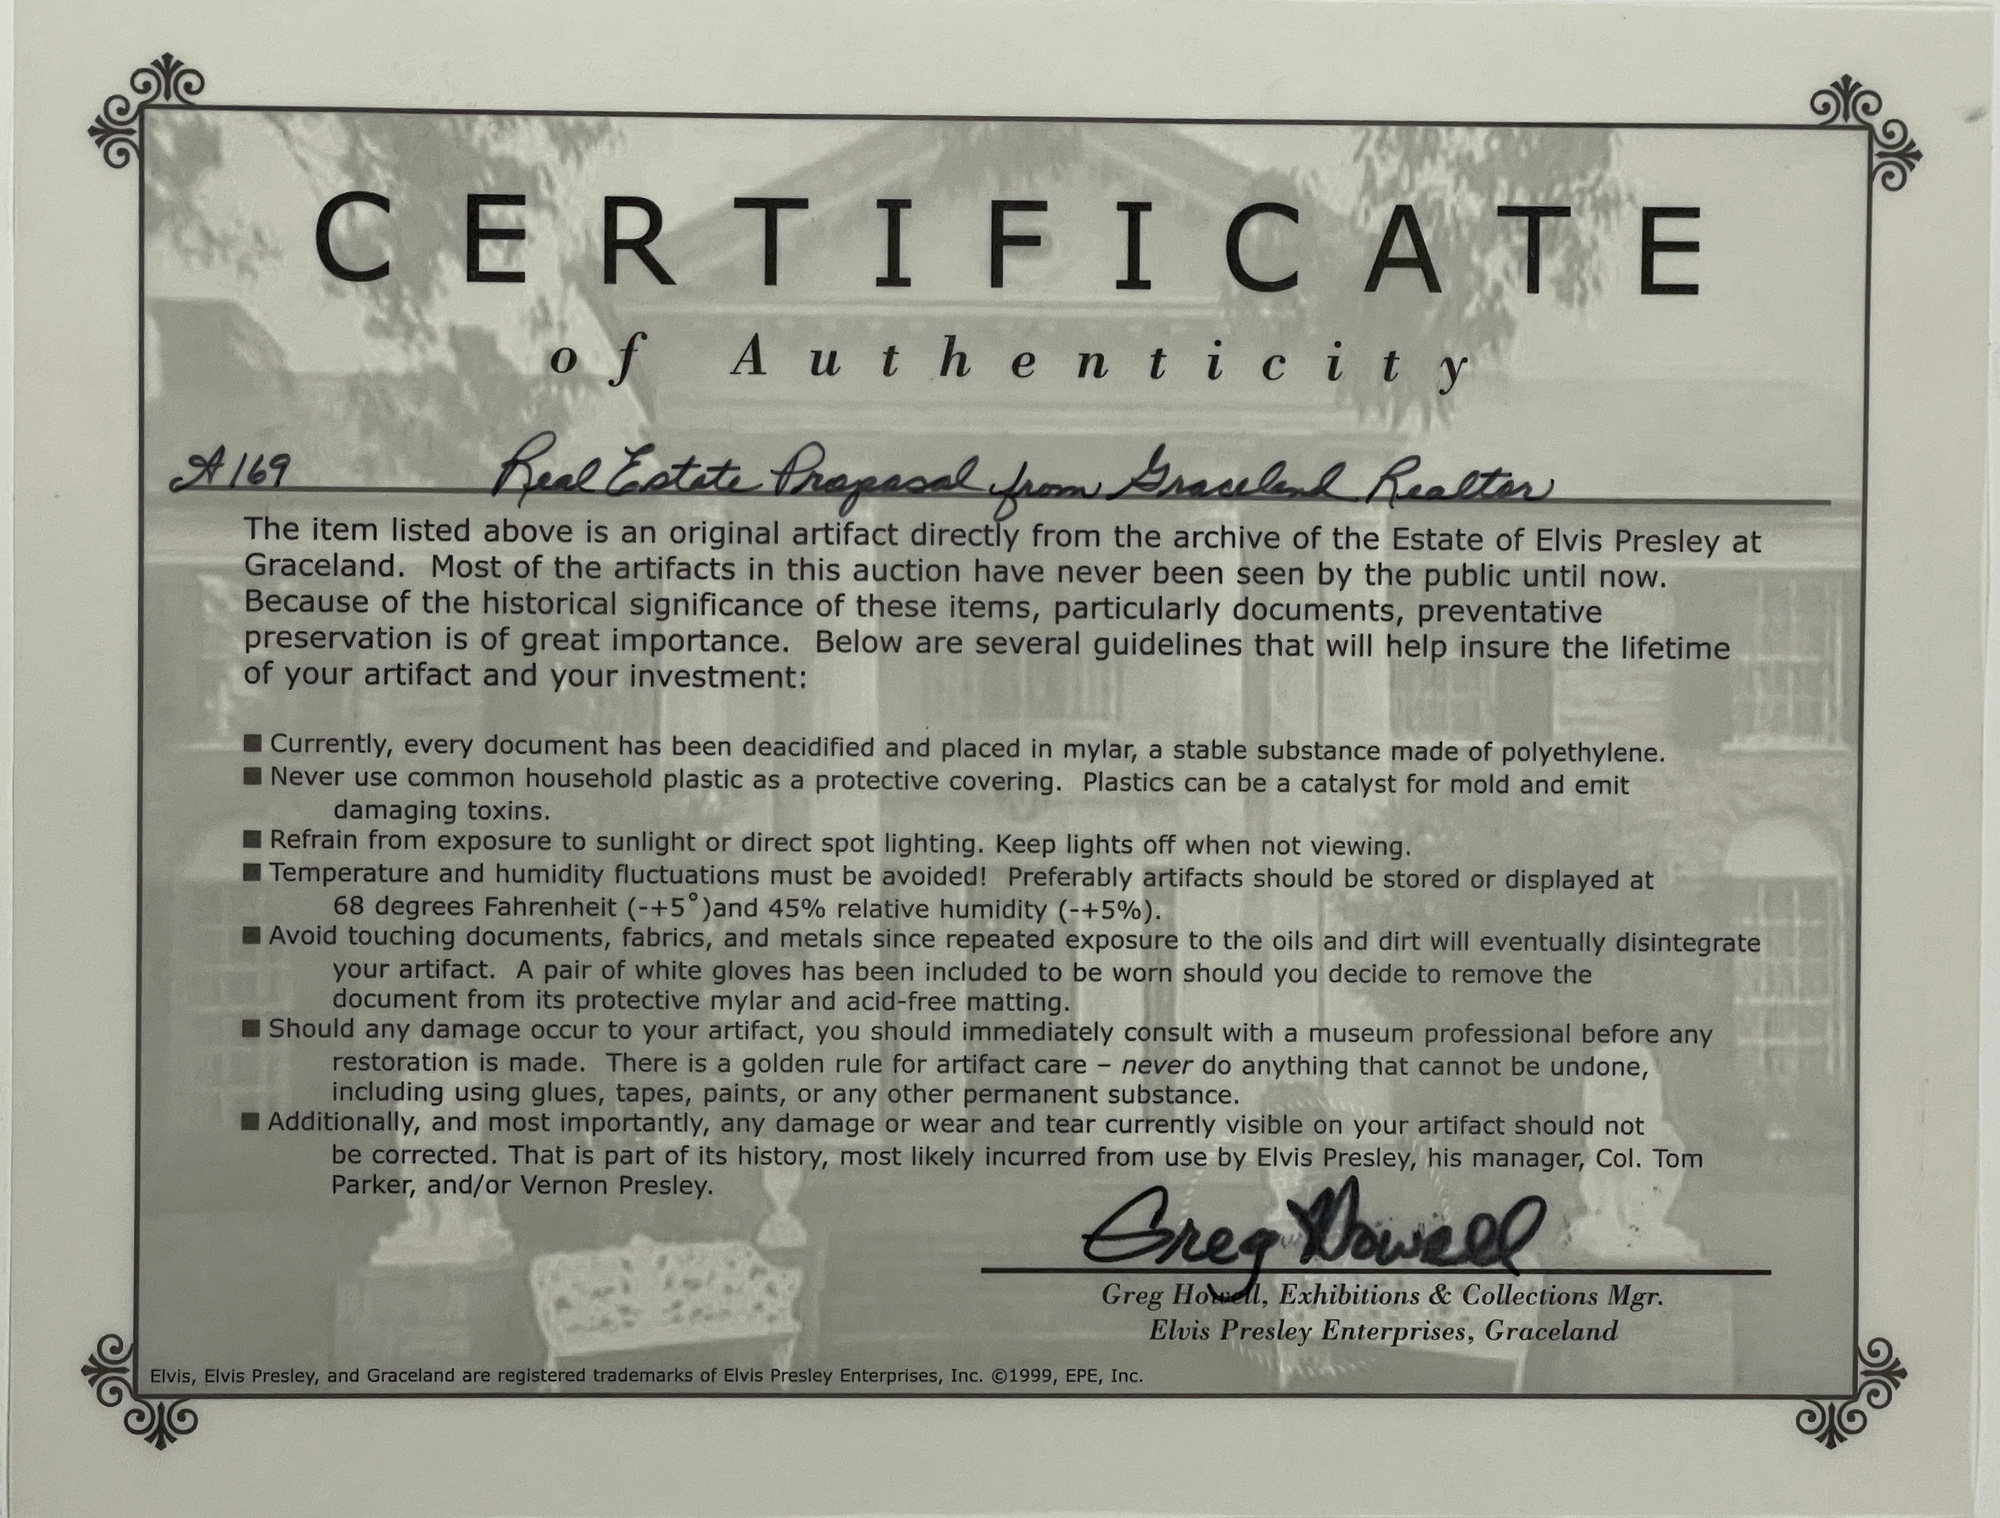 CERTIFICATE
of Authenticity
A169 Real Estate Proposal from Graceland Realtor
The item listed above is an original artifact directly from the archive of the Estate of Elvis Presley at
Graceland. Most of the artifacts in this auction have never been seen by the public until now.
Because of the historical significance of these items, particularly documents, preventative
preservation is of great importance. Below are several guidelines that will help insure the lifetime
of your artifact and your investment:
■ Currently, every document has been deacidified and placed in mylar, a stable substance made of polyethylene.
■ Never use common household plastic as a protective covering. Plastics can be a catalyst for mold and emit
damaging toxins.
■ Refrain from exposure to sunlight or direct spot lighting. Keep lights off when not viewing.
■ Temperature and humidity fluctuations must be avoided! Preferably artifacts should be stored or displayed at
68 degrees Fahrenheit (-+5°)and 45% relative humidity (-+5%).
■ Avoid touching documents, fabrics, and metals since repeated exposure to the oils and dirt will eventually disintegrate
your artifact. A pair of white gloves has been included to be worn should you decide to remove the
document from its protective mylar and acid-free matting.
■ Should any damage occur to your artifact, you should immediately consult with a museum professional before any
restoration is made. There is a golden rule for artifact care – never do anything that cannot be undone,
including using glues, tapes, paints, or any other permanent substance.
■ Additionally, and most importantly, any damage or wear and tear currently visible on your artifact should not
be corrected. That is part of its history, most likely incurred from use by Elvis Presley, his manager, Col. Tom
Parker, and/or Vernon Presley.
Greg Howell
Greg Howell, Exhibitions & Collections Mgr.
Elvis Presley Enterprises, Graceland
Elvis, Elvis Presley, and Graceland are registered trademarks of Elvis Presley Enterprises, Inc. ©1999, EPE, Inc.